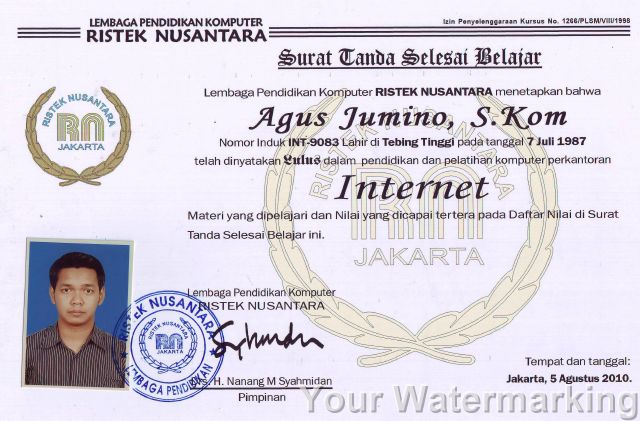 LEMBAGA PENDIDIKAN KOMPUTER
RISTEK NUSANTARA
Izin Penyelenggaraan Kursus No. 1266/PLSM/VIII/1998
Surat Tanda Selesai Belajar
Lembaga Pendidikan Komputer RISTEK NUSANTARA menetapkan bahwa
Agus Jumino, S.Kom
Nomor Induk INT-9083 Lahir di Tebing Tinggi pada tanggal 7 Juli 1987
telah dinyatakan Lulus dalam pendidikan dan pelatihan komputer perkantoran
Internet
Materi yang dipelajari dan Nilai yang dicapai tertera pada Daftar Nilai di Surat
Tanda Selesai Belajar ini.
RISTEK NUSANTARA
RN
JAKARTA
RISTEK NUSANTARA
RN
JAKARTA
Lembaga Pendidikan Komputer
RISTEK NUSANTARA
RISTEK NUSANTARA
RISTEK NUSANTARA
RN
JAKARTA
LEMBAGA PENDIDIKAN
Drs. H. Nanang M Syahmidan
Pimpinan
Tempat dan tanggal:
Jakarta, 5 Agustus 2010.
Your Watermarking